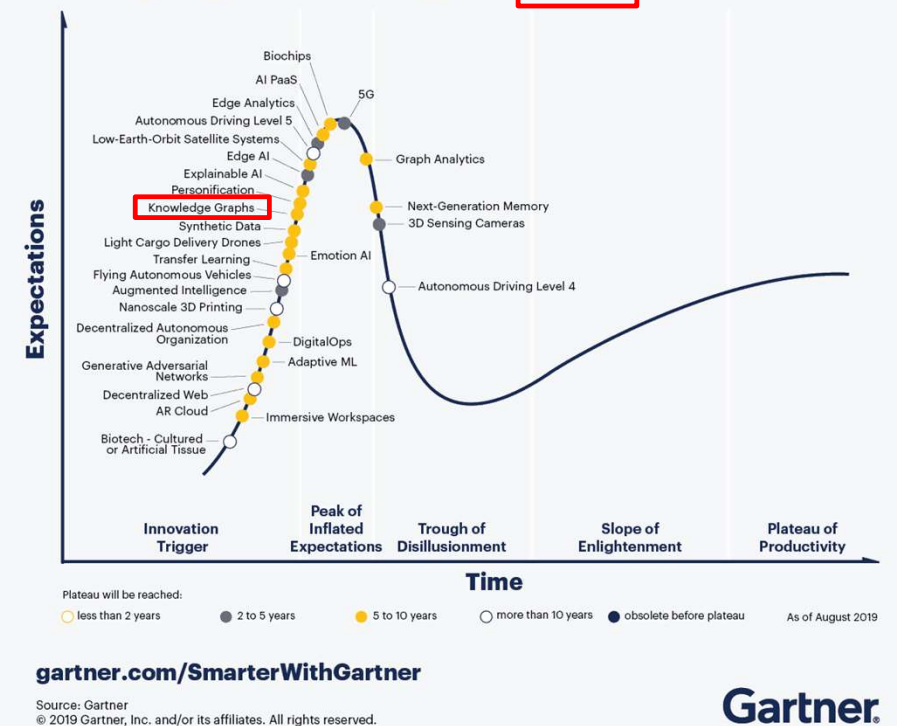 Biochips
AI PaaS
5G
Edge Analytics
Autonomous Driving Level 5
Low-Earth-Orbit Satellite Systems
Edge AI
Graph Analytics
Explainable AI
Personification
Knowledge Graphs
Next-Generation Memory
3D Sensing Cameras
Synthetic Data
Light Cargo Delivery Drones
Emotion AI
Transfer Learning
Flying Autonomous Vehicles
Augmented Intelligence
Autonomous Driving Level 4
Nanoscale 3D Printing
Decentralized Autonomous
Organization
DigitalOps
Adaptive ML
Generative Adversarial
Networks
Decentralized Web
AR Cloud
Immersive Workspaces
Biotech - Cultured
or Artificial Tissue
Expectations
Innovation
Trigger
Peak of
Inflated
Expectations
Trough of
Disillusionment
Slope of
Enlightenment
Plateau of
Productivity
Time
Plateau will be reached:
less than 2 years
2 to 5 years
5 to 10 years
more than 10 years
obsolete before plateau
As of August 2019
gartner.com/SmarterWithGartner
Source: Gartner
© 2019 Gartner, Inc. and/or its affiliates. All rights reserved.
Gartner®